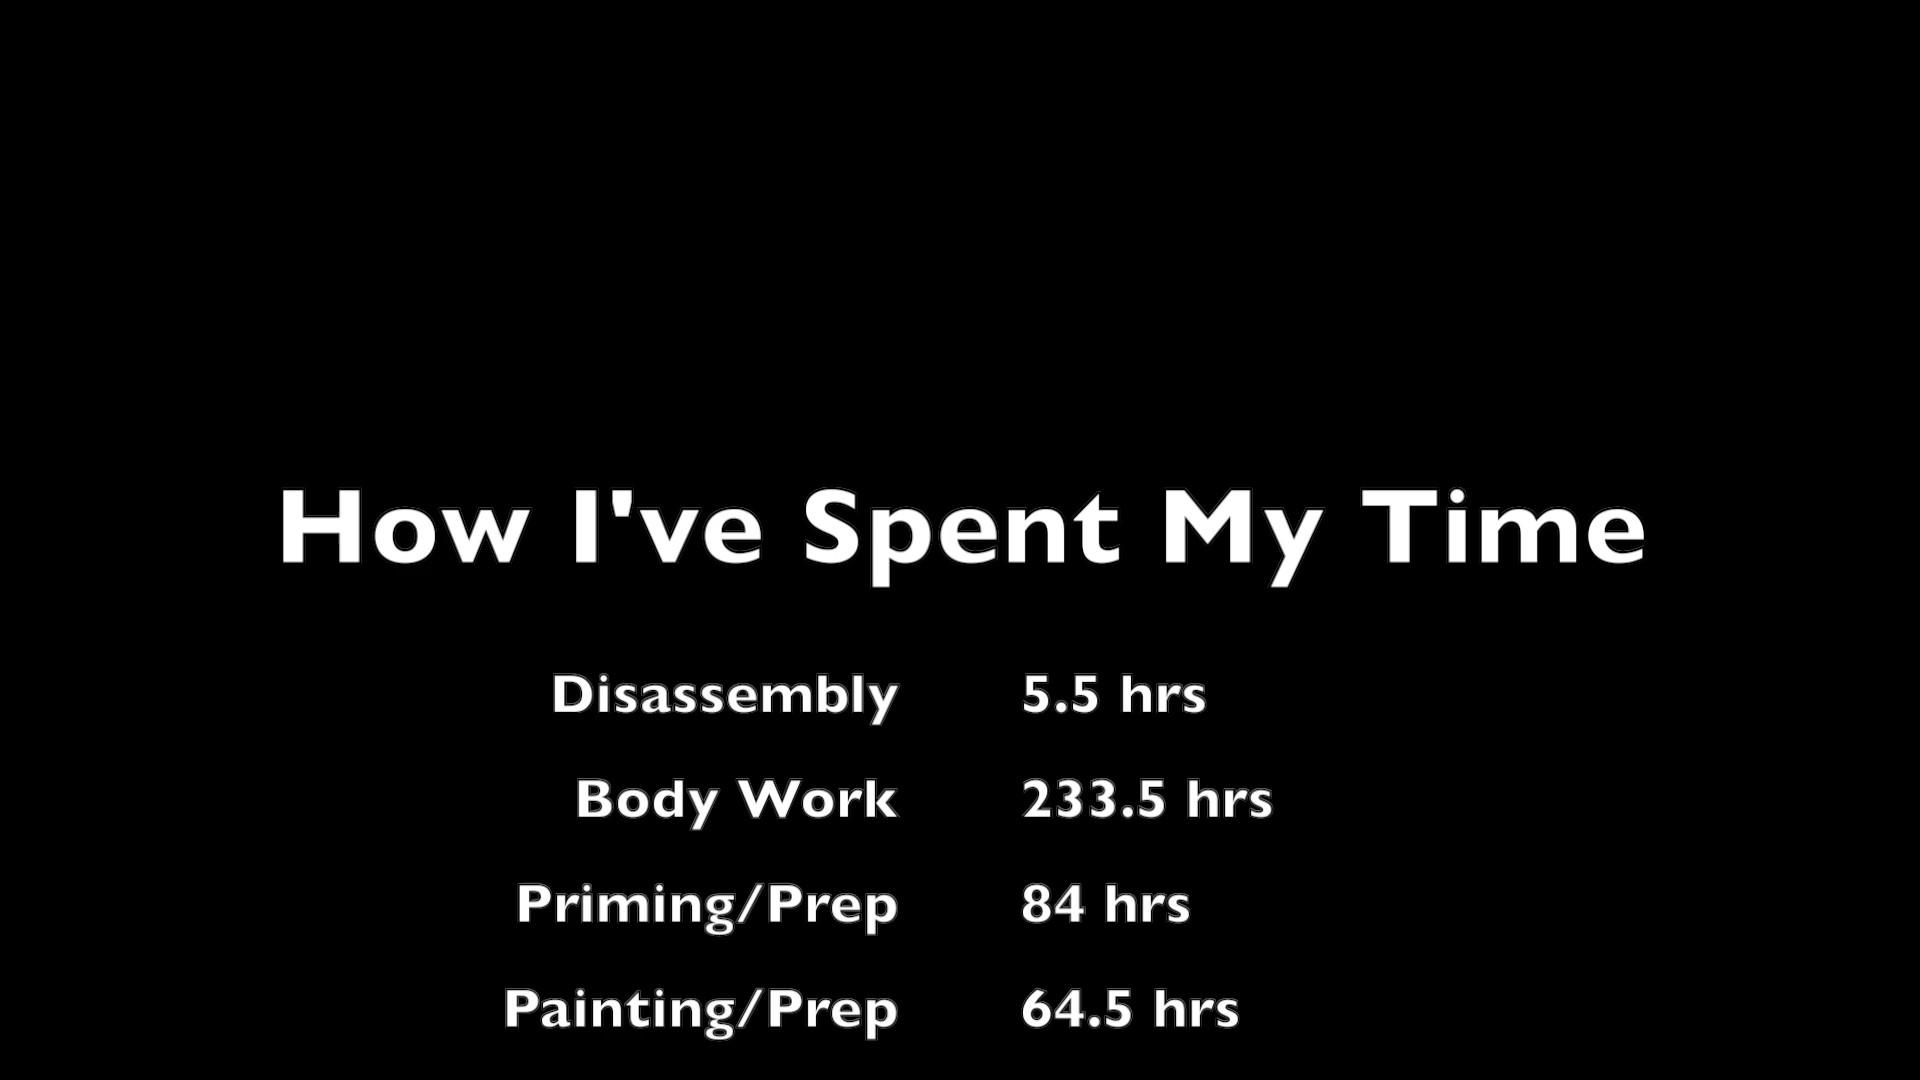 How I've Spent My Time
Disassembly 5.5 hrs
Body Work 233.5 hrs
Priming/Prep 84 hrs
Painting/Prep 64.5 hrs